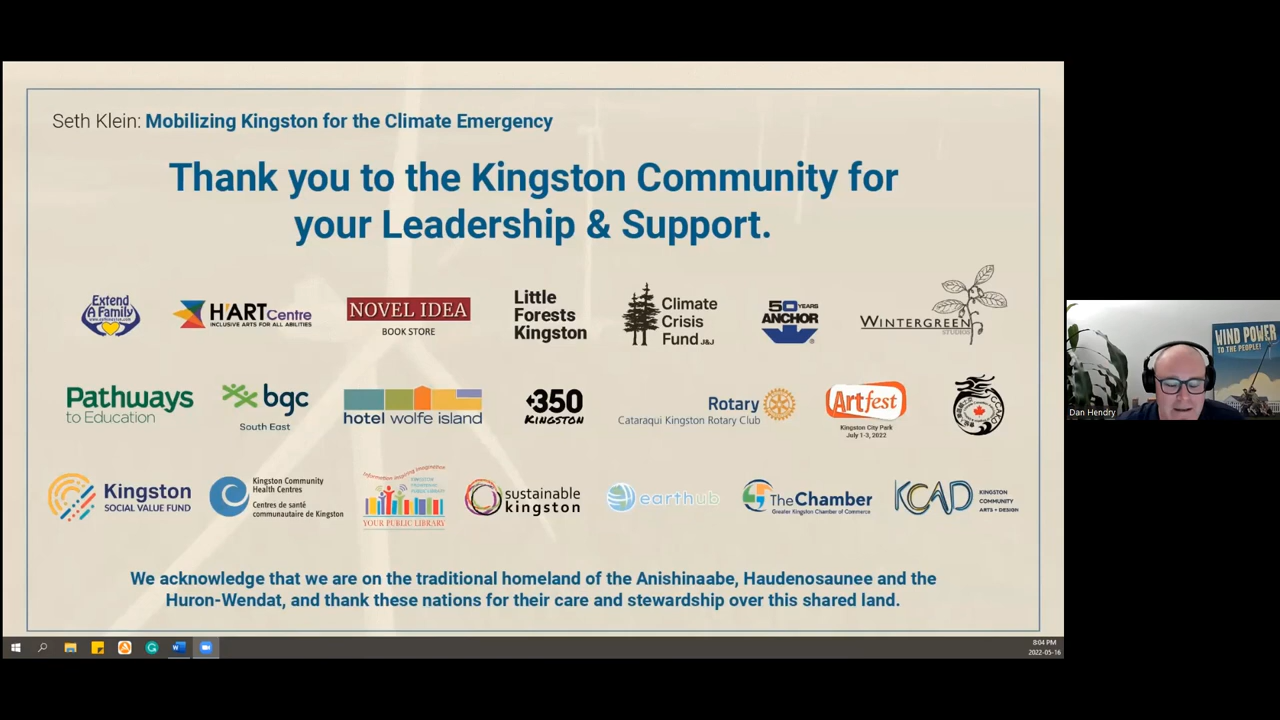 Seth Klein: Mobilizing Kingston for the Climate Emergency
Thank you to the Kingston Community for
your Leadership & Support.
Extend
A Family
H'ART Centre
INCLUSIVE ARTS FOR ALL ABILITIES
NOVEL IDEA
BOOK STORE
Little
Forests
Kingston
Climate
Crisis
Fund J&J
50 YEARS
ANCHOR
WINTERGREEN
STUDIOS
Pathways
to Education
bgc
South East
hotel wolfe island
350
KINGSTON
Rotary
Cataraqui Kingston Rotary Club
Artfest
Kingston City Park
July 1-3, 2022
Kingston
SOCIAL VALUE FUND
Kingston Community
Health Centres
Centres de santé
communautaire de Kingston
Information Inspiring Imagination
YOUR PUBLIC LIBRARY
sustainable
kingston
earthub
The Chamber
Greater Kingston Chamber of Commerce
KCAD
KINGSTON
COMMUNITY
ARTS + DESIGN
We acknowledge that we are on the traditional homeland of the Anishinaabe, Haudenosaunee and the
Huron-Wendat, and thank these nations for their care and stewardship over this shared land.
8:04 PM
2022-05-16
WIND POWER
TO THE PEOPLE!
Dan Hendry